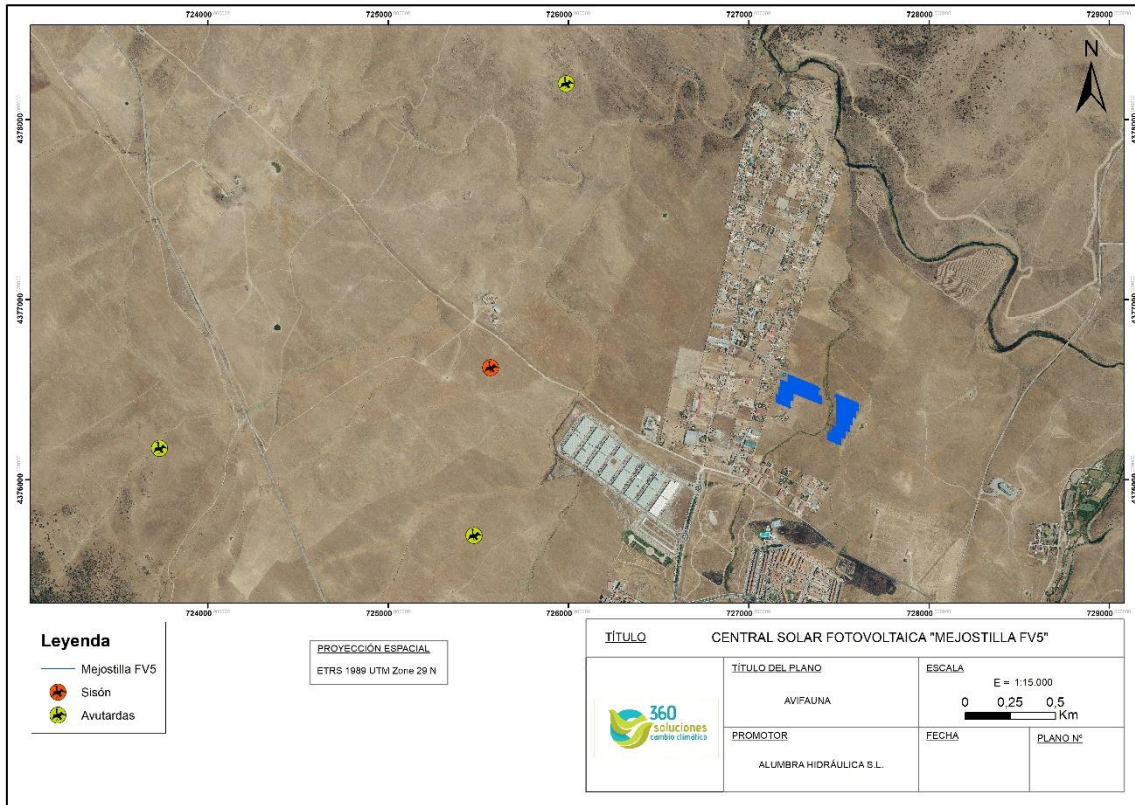 724000 725000 726000 727000 728000 729000
4378000 4378000
4377000 4377000
4376000 4376000
N
724000 725000 726000 727000 728000 729000
Leyenda
Mejostilla FV5
Sisón
Avutardas
PROYECCIÓN ESPACIAL
ETRS 1989 UTM Zone 29 N
TÍTULO CENTRAL SOLAR FOTOVOLTAICA "MEJOSTILLA FV5"
360
soluciones
cambio climático
TÍTULO DEL PLANO
AVIFAUNA
ESCALA
E = 1:15.000
0 0,25 0,5
Km
PROMOTOR
ALUMBRA HIDRÁULICA S.L.
FECHA
PLANO Nº